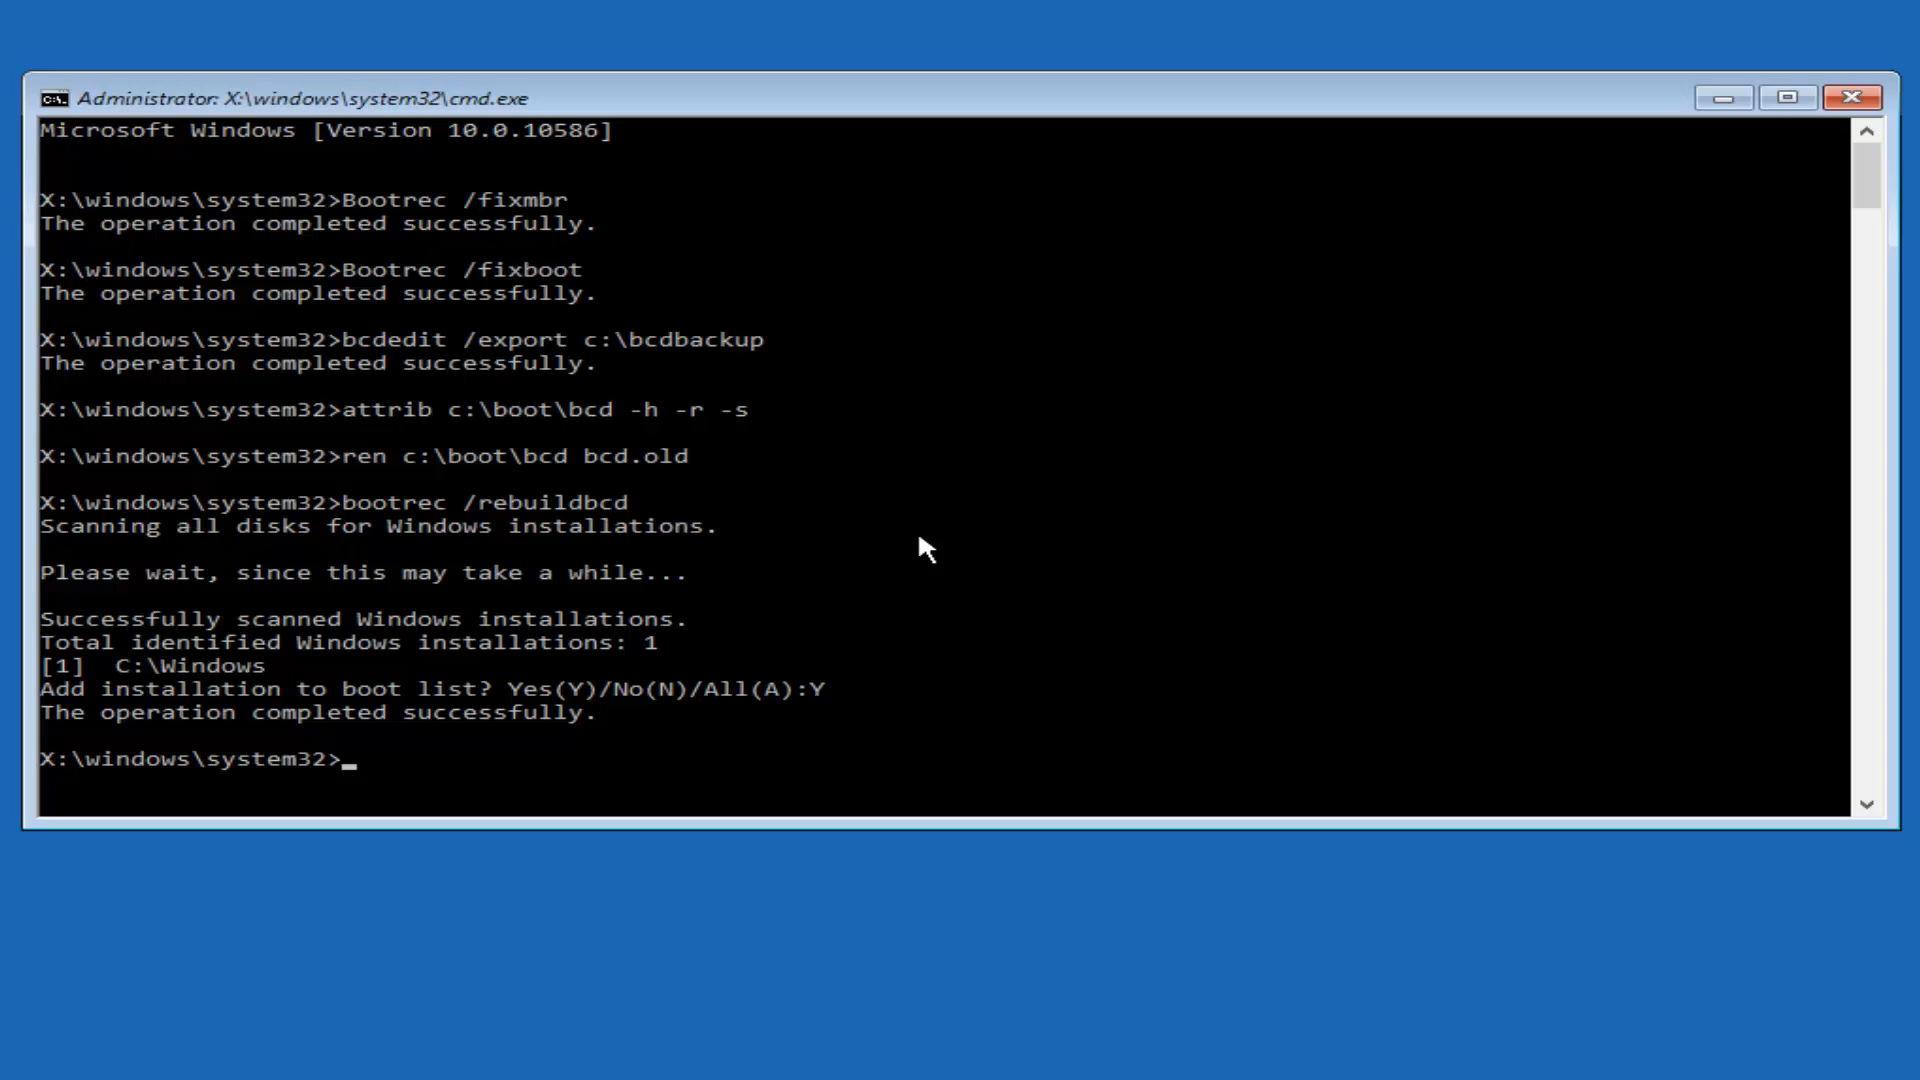 Administrator: X:\windows\system32\cmd.exe
Microsoft Windows [Version 10.0.10586]
X:\windows\system32>Bootrec /fixmbr
The operation completed successfully.
X:\windows\system32>Bootrec /fixboot
The operation completed successfully.
X:\windows\system32>bcdedit /export c:\bcdbackup
The operation completed successfully.
X:\windows\system32>attrib c:\boot\bcd -h -r -s
X:\windows\system32>ren c:\boot\bcd bcd.old
X:\windows\system32>bootrec /rebuildbcd
Scanning all disks for Windows installations.
Please wait, since this may take a while...
Successfully scanned Windows installations.
Total identified Windows installations: 1
[1]  C:\Windows
Add installation to boot list? Yes(Y)/No(N)/All(A):Y
The operation completed successfully.
X:\windows\system32>_